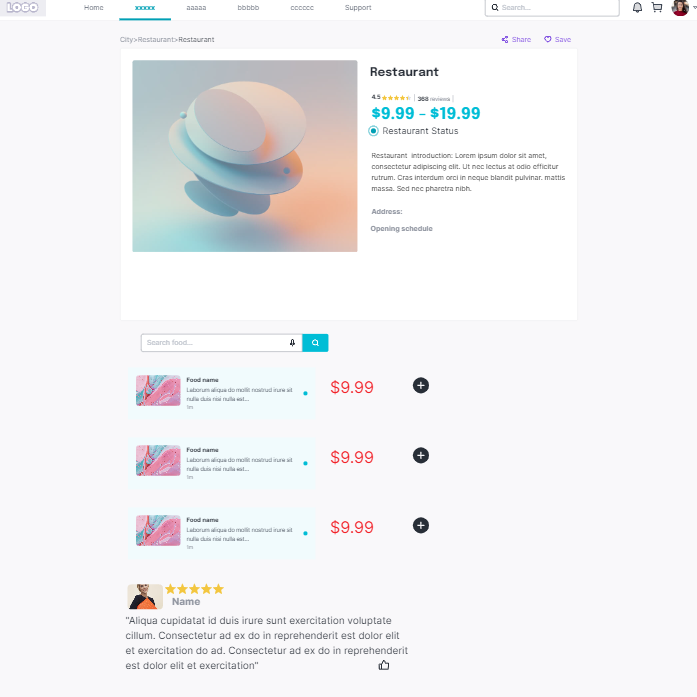 LOGO
Home xxxxx aaaaa bbbbb cccccc Support Search...
City>Restaurant>Restaurant Share Save
Restaurant
4.5 368 reviews
$9.99 - $19.99
Restaurant Status
Restaurant introduction: Lorem ipsum dolor sit amet,
consectetur adipiscing elit. Ut nec lectus at odio efficitur
rutrum. Cras interdum orci in neque blandit pulvinar. mattis
massa. Sed nec pharetra nibh.
Address:
Opening schedule
Search food...
Food name
Laborum aliqua do mollit nostrud irure sit
nulla duis nisi nulla est...
1m
$9.99
Food name
Laborum aliqua do mollit nostrud irure sit
nulla duis nisi nulla est...
1m
$9.99
Food name
Laborum aliqua do mollit nostrud irure sit
nulla duis nisi nulla est...
1m
$9.99
Name
"Aliqua cupidatat id duis irure sunt exercitation voluptate
cillum. Consectetur ad ex do in reprehenderit est dolor elit
et exercitation do ad. Consectetur ad ex do in reprehenderit
est dolor elit et exercitation"